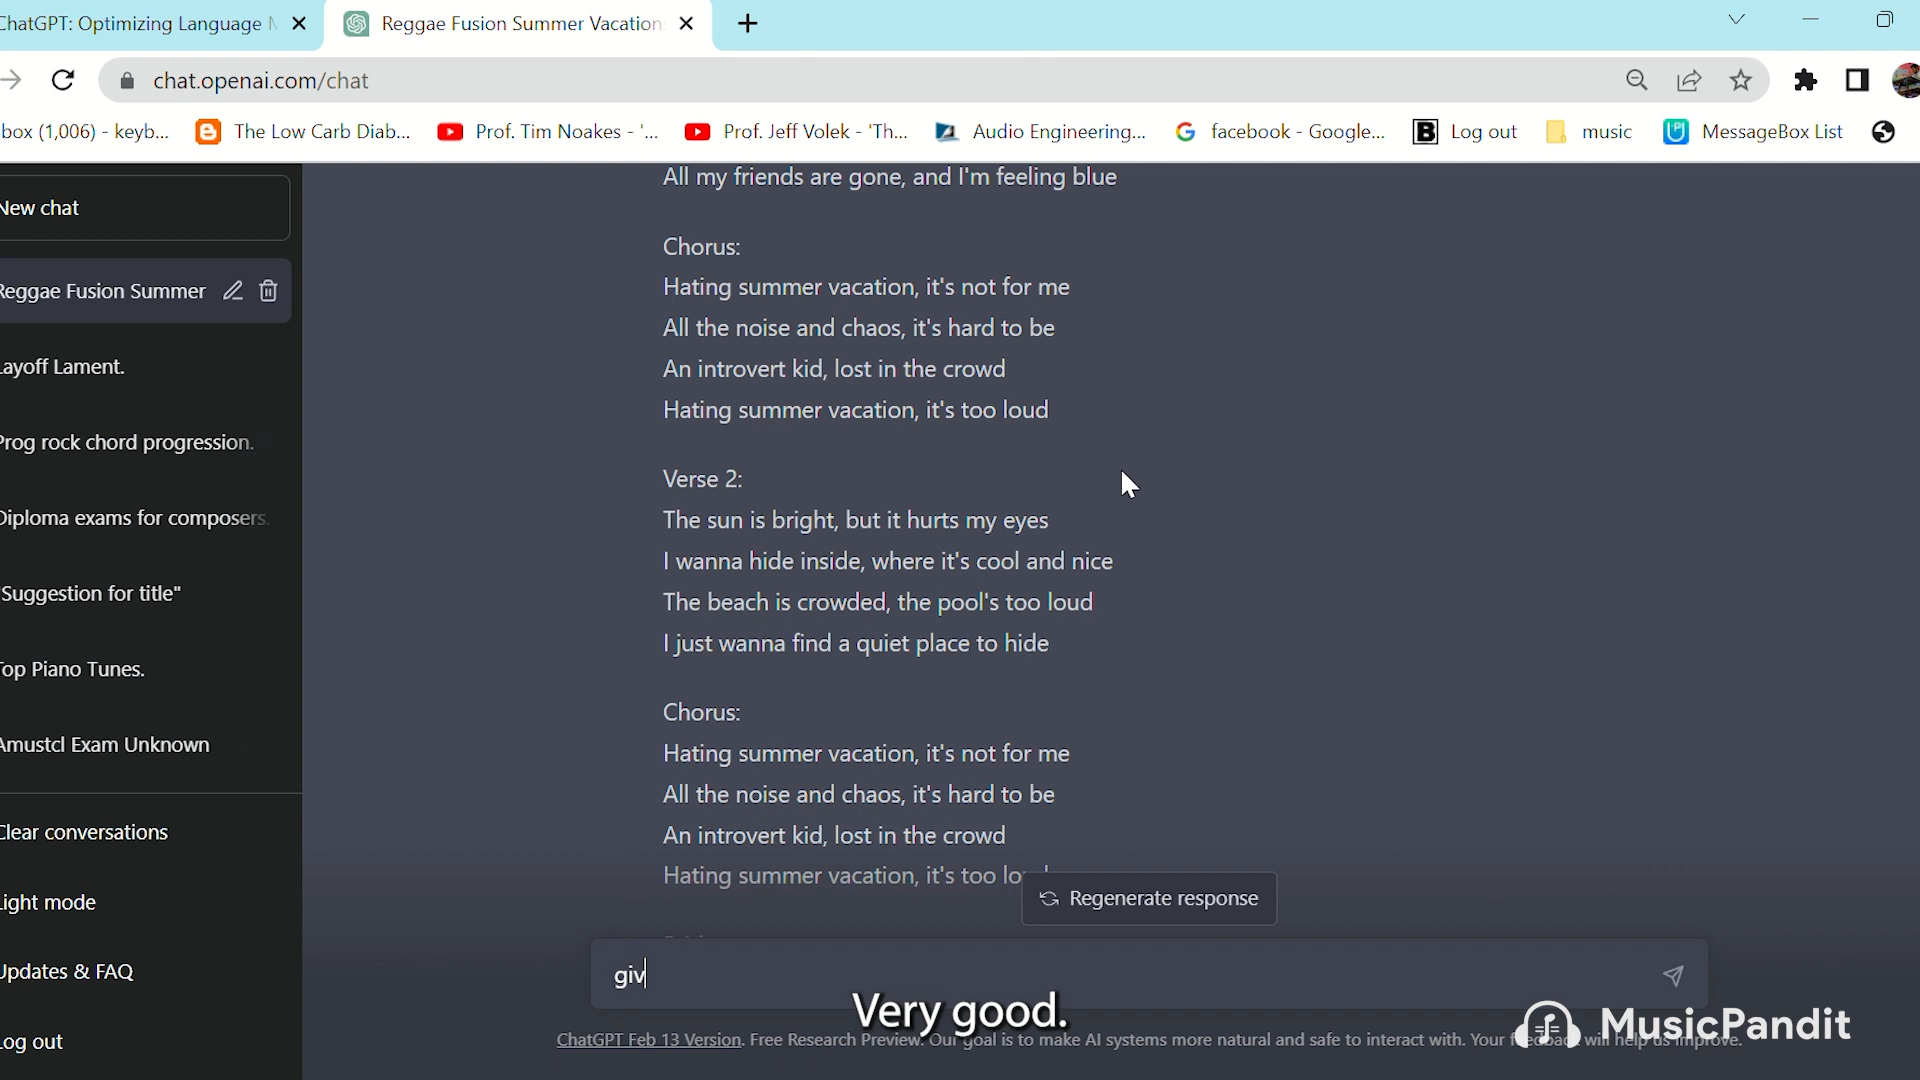 ChatGPT: Optimizing Language
Reggae Fusion Summer Vacation
chat.openai.com/chat
box (1,006) - keyb...
The Low Carb Diab...
Prof. Tim Noakes - '...
Prof. Jeff Volek - 'Th...
Audio Engineering...
facebook - Google...
Log out
music
MessageBox List
New chat
Reggae Fusion Summer
Layoff Lament.
Prog rock chord progression.
Diploma exams for composers.
"Suggestion for title"
Top Piano Tunes.
Amustcl Exam Unknown
Clear conversations
Light mode
Updates & FAQ
Log out
All my friends are gone, and I'm feeling blue
Chorus:
Hating summer vacation, it's not for me
All the noise and chaos, it's hard to be
An introvert kid, lost in the crowd
Hating summer vacation, it's too loud
Verse 2:
The sun is bright, but it hurts my eyes
I wanna hide inside, where it's cool and nice
The beach is crowded, the pool's too loud
I just wanna find a quiet place to hide
Chorus:
Hating summer vacation, it's not for me
All the noise and chaos, it's hard to be
An introvert kid, lost in the crowd
Hating summer vacation, it's too
Regenerate response
giv
Very good.
ChatGPT Feb 13 Version. Free Research Preview. Our goal is to make AI systems more natural and safe to interact with. Your feedback will help us improve.
MusicPandit